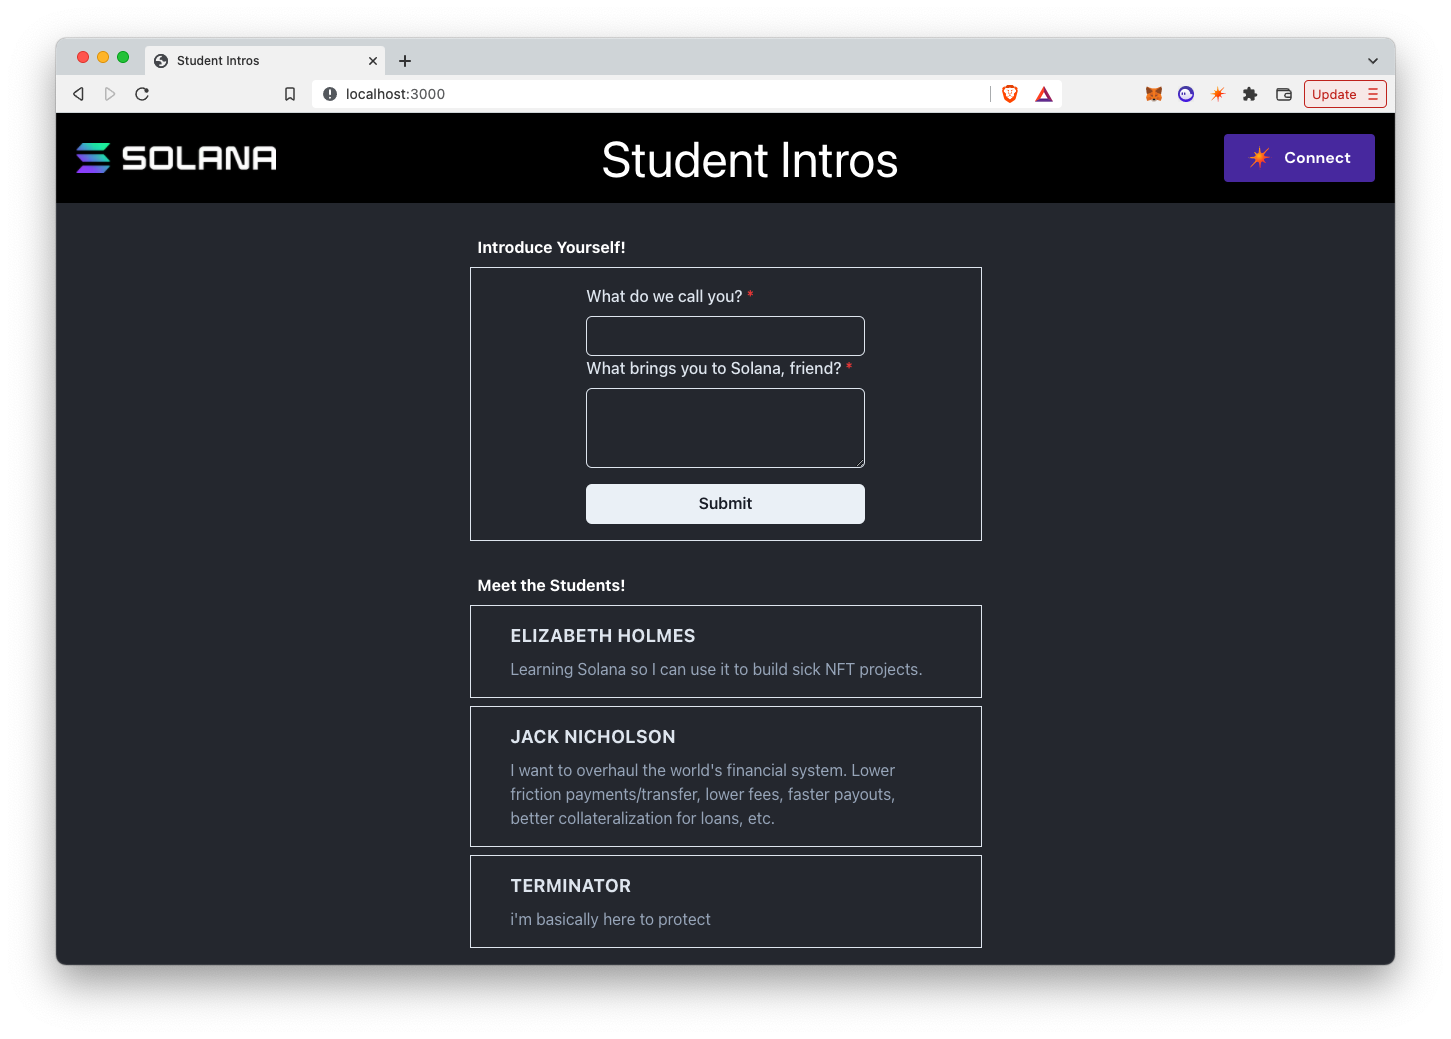 Student Intros
localhost:3000
Update
SOLANA
Student Intros
Connect
Introduce Yourself!
What do we call you? *
What brings you to Solana, friend? *
Submit
Meet the Students!
ELIZABETH HOLMES
Learning Solana so I can use it to build sick NFT projects.
JACK NICHOLSON
I want to overhaul the world's financial system. Lower
friction payments/transfer, lower fees, faster payouts,
better collateralization for loans, etc.
TERMINATOR
i'm basically here to protect